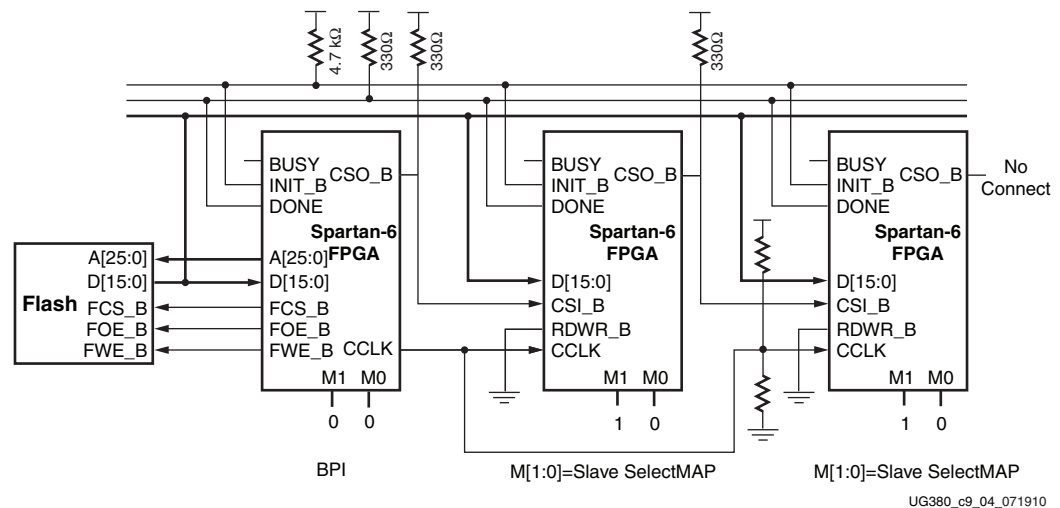 4.7 kΩ
330Ω
330Ω
330Ω
BUSY
INIT_B
DONE
CSO_B
Spartan-6
FPGA
A[25:0]
D[15:0]
FCS_B
FOE_B
FWE_B
CCLK
M1 M0
0 0
BPI
Flash
A[25:0]
D[15:0]
FCS_B
FOE_B
FWE_B
BUSY
INIT_B
DONE
CSO_B
Spartan-6
FPGA
D[15:0]
CSI_B
RDWR_B
CCLK
M1 M0
1 0
M[1:0]=Slave SelectMAP
BUSY
INIT_B
DONE
CSO_B
No
Connect
Spartan-6
FPGA
D[15:0]
CSI_B
RDWR_B
CCLK
M1 M0
1 0
M[1:0]=Slave SelectMAP
UG380_c9_04_071910